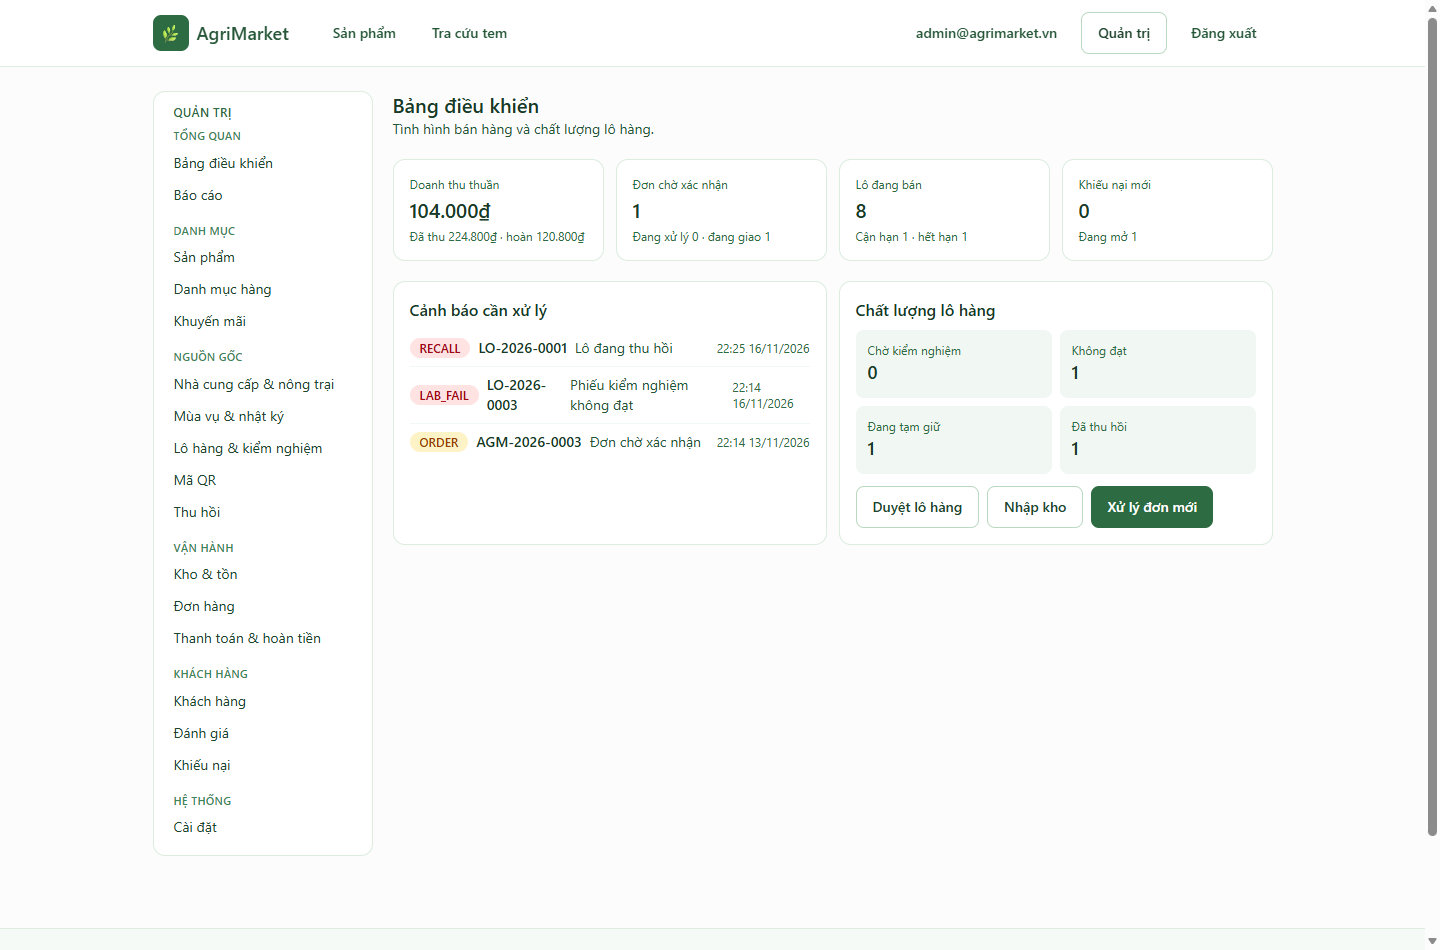 AgriMarket
Sản phẩm
Tra cứu tem
admin@agrimarket.vn
Quản trị
Đăng xuất
QUẢN TRỊ
TỔNG QUAN
Bảng điều khiển
Báo cáo
DANH MỤC
Sản phẩm
Danh mục hàng
Khuyến mãi
NGUỒN GỐC
Nhà cung cấp & nông trại
Mùa vụ & nhật ký
Lô hàng & kiểm nghiệm
Mã QR
Thu hồi
VẬN HÀNH
Kho & tồn
Đơn hàng
Thanh toán & hoàn tiền
KHÁCH HÀNG
Khách hàng
Đánh giá
Khiếu nại
HỆ THỐNG
Cài đặt
Bảng điều khiển
Tình hình bán hàng và chất lượng lô hàng.
Doanh thu thuần
104.000₫
Đã thu 224.800₫ · hoàn 120.800₫
Đơn chờ xác nhận
1
Đang xử lý 0 · đang giao 1
Lô đang bán
8
Cận hạn 1 · hết hạn 1
Khiếu nại mới
0
Đang mở 1
Cảnh báo cần xử lý
RECALL LO-2026-0001 Lô đang thu hồi 22:25 16/11/2026
LAB_FAIL LO-2026-0003 Phiếu kiểm nghiệm không đạt 22:14 16/11/2026
ORDER AGM-2026-0003 Đơn chờ xác nhận 22:14 13/11/2026
Chất lượng lô hàng
Chờ kiểm nghiệm
0
Không đạt
1
Đang tạm giữ
1
Đã thu hồi
1
Duyệt lô hàng
Nhập kho
Xử lý đơn mới